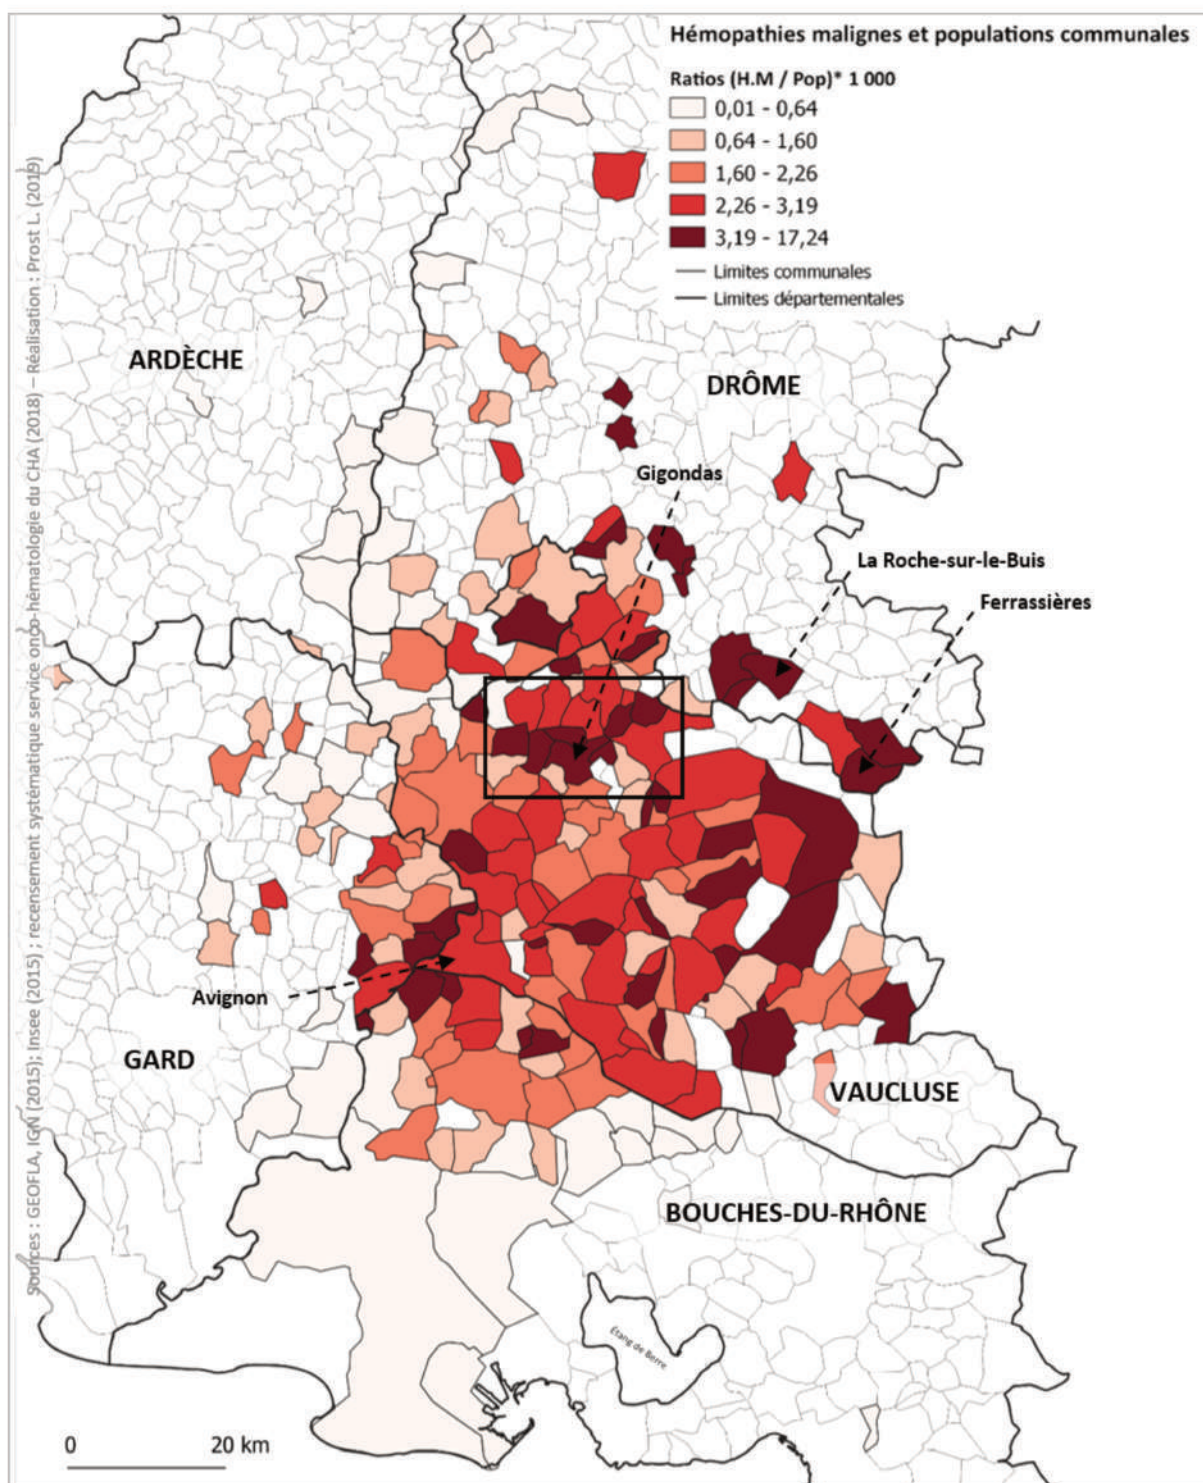 Hémopathies malignes et populations communales
Ratios (H.M / Pop)* 1 000
0,01 - 0,64
0,64 - 1,60
1,60 - 2,26
2,26 - 3,19
3,19 - 17,24
Limites communales
Limites départementales
ARDÈCHE
DRÔME
Gigondas
La Roche-sur-le-Buis
Ferrassières
Avignon
GARD
VAUCLUSE
BOUCHES-DU-RHÔNE
Étang de Berre
0 20 km
Sources : GEOFLA, IGN (2015); Insee (2015) ; recensement systématique service onco-hématologie du CHA (2018) – Réalisation : Prost L. (2019)